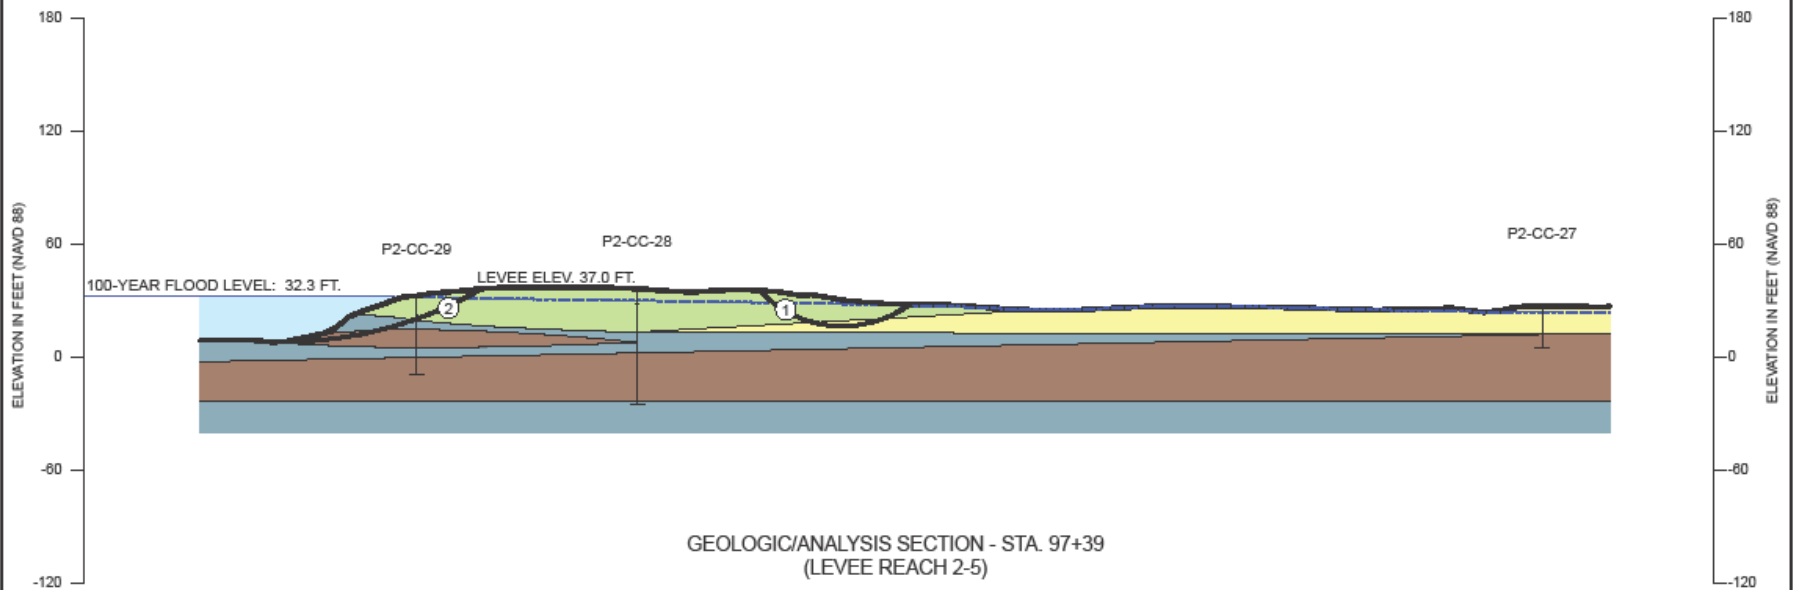 180
180
120
120
ELEVATION IN FEET (NAVD 88)
ELEVATION IN FEET (NAVD 88)
60
60
P2-CC-29
P2-CC-28
P2-CC-27
100-YEAR FLOOD LEVEL: 32.3 FT.
LEVEE ELEV. 37.0 FT.
2
1
0
0
-60
-60
GEOLOGIC/ANALYSIS SECTION - STA. 97+39
(LEVEE REACH 2-5)
-120
-120